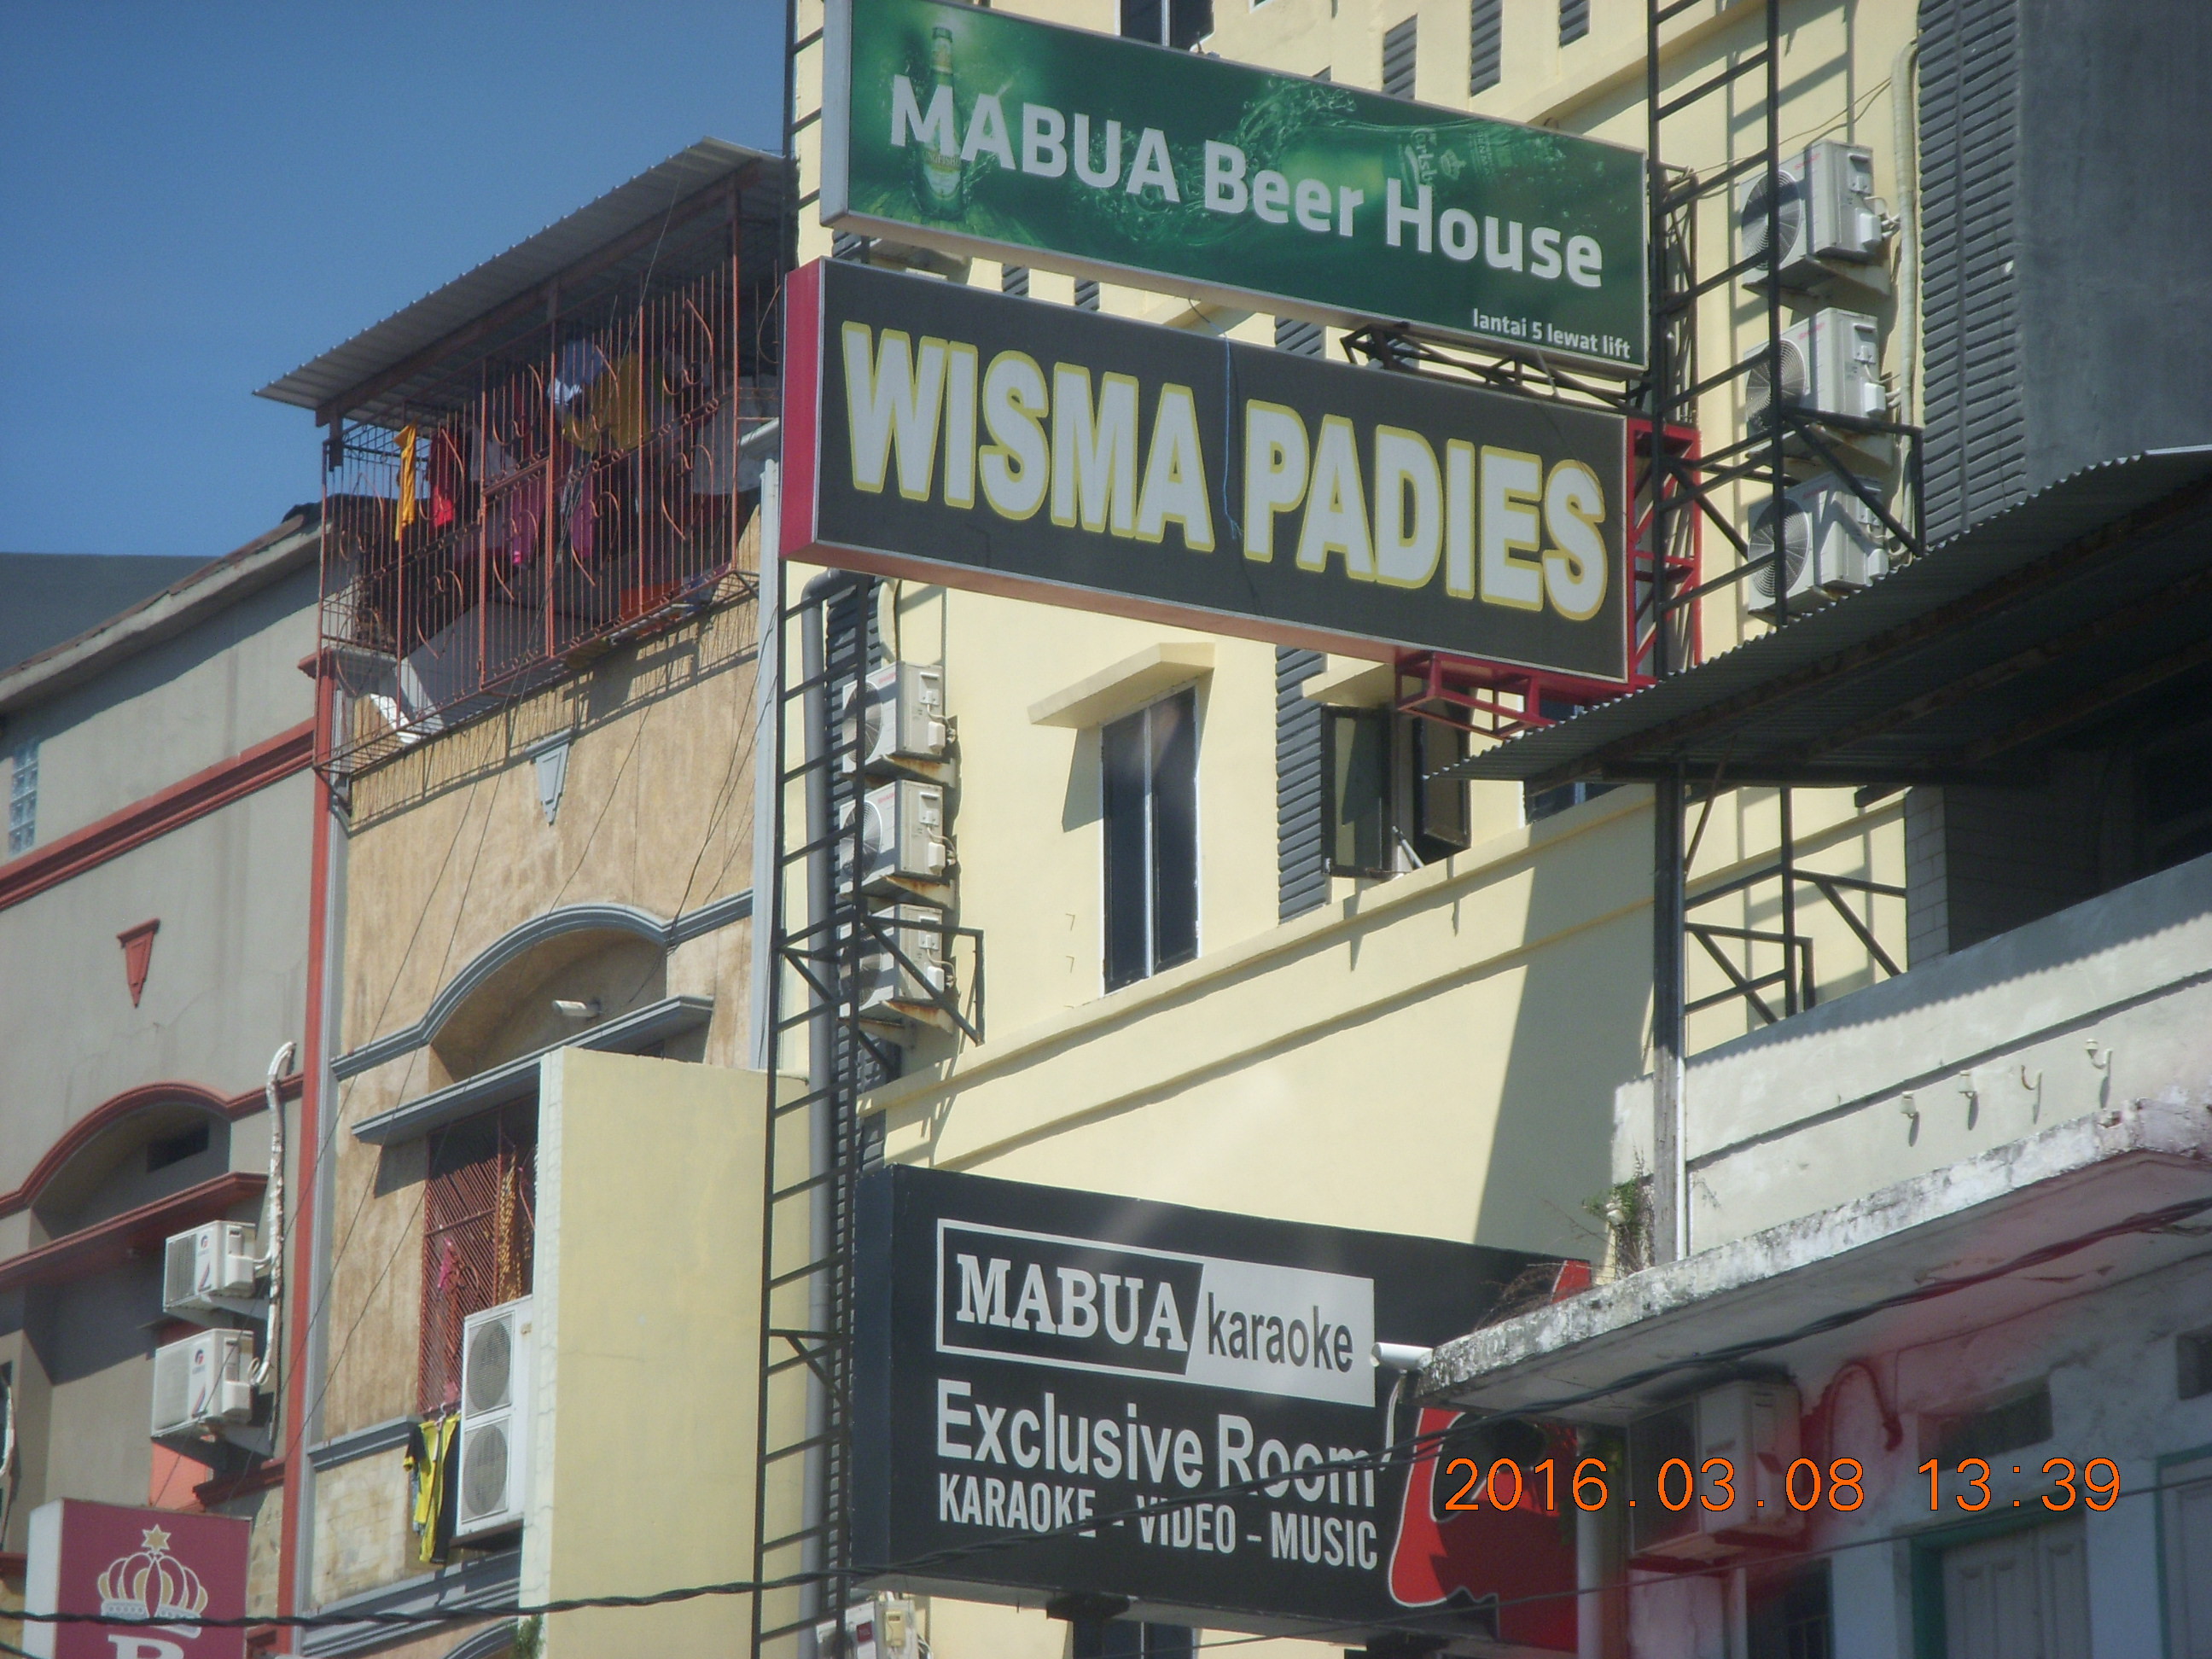 MABUA Beer House
lantai 5 lewat lift
WISMA PADIES
MABUA/karaoke
Exclusive Room
KARAOKE - VIDEO - MUSIC
2016.03.08 13:39